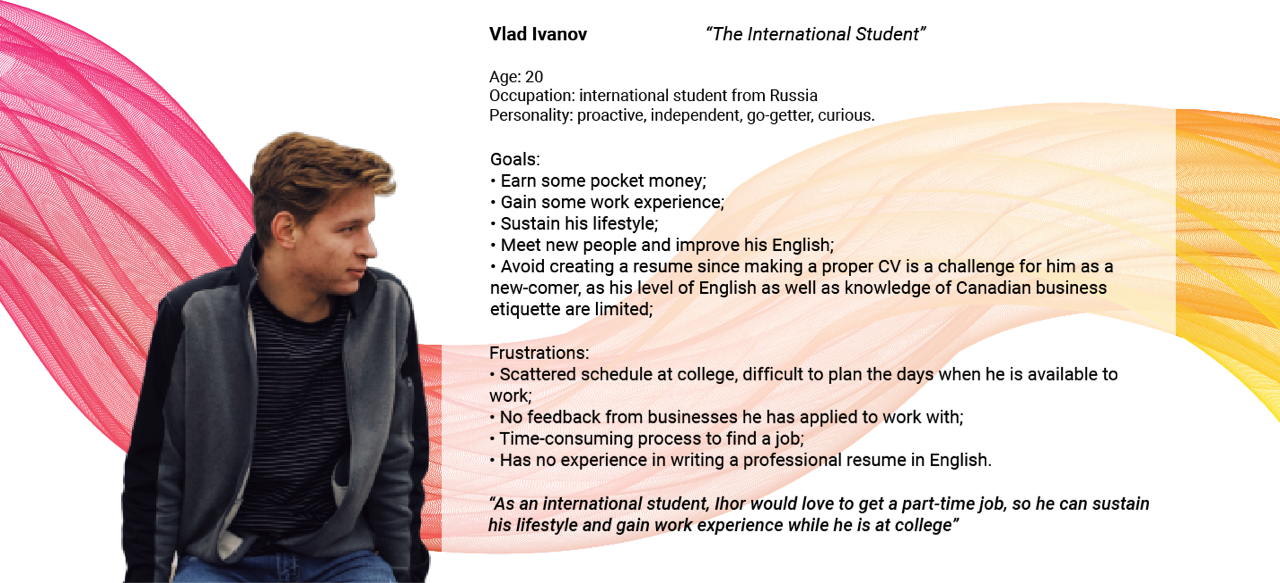 Vlad Ivanov “The International Student”
Age: 20
Occupation: international student from Russia
Personality: proactive, independent, go-getter, curious.
Goals:
• Earn some pocket money;
• Gain some work experience;
• Sustain his lifestyle;
• Meet new people and improve his English;
• Avoid creating a resume since making a proper CV is a challenge for him as a
new-comer, as his level of English as well as knowledge of Canadian business
etiquette are limited;
Frustrations:
• Scattered schedule at college, difficult to plan the days when he is available to
work;
• No feedback from businesses he has applied to work with;
• Time-consuming process to find a job;
• Has no experience in writing a professional resume in English.
“As an international student, Ihor would love to get a part-time job, so he can sustain
his lifestyle and gain work experience while he is at college”